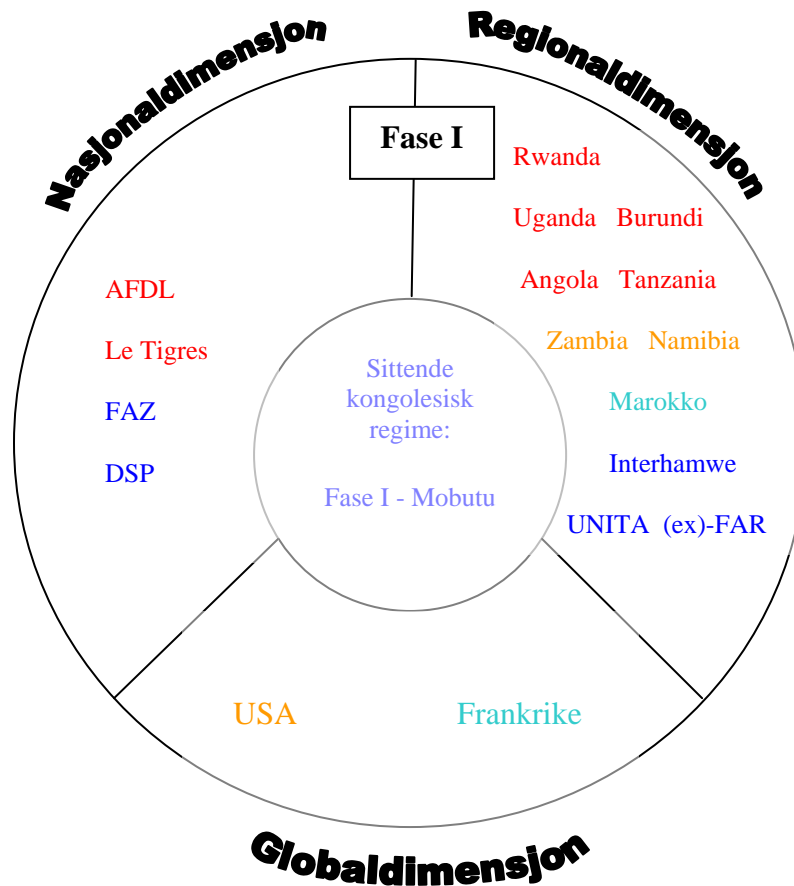 Nasjonaldimensjon
Regionaldimensjon
Fase I
Rwanda
Uganda Burundi
Angola Tanzania
Zambia Namibia
Marokko
Interhamwe
UNITA (ex)-FAR
AFDL
Le Tigres
FAZ
DSP
Sittende
kongolesisk
regime:
Fase I - Mobutu
USA
Frankrike
Globaldimensjon